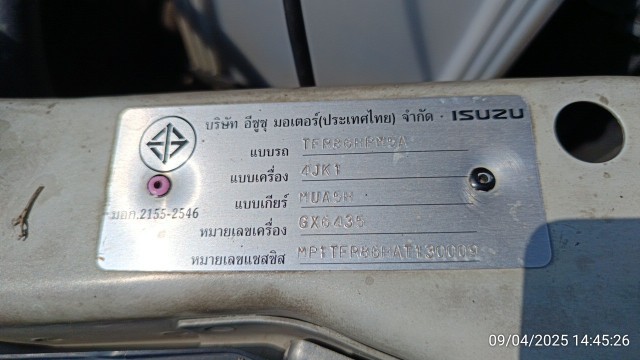 บริษัท อีซูซุ มอเตอร์(ประเทศไทย) จำกัด · ISUZU
แบบรถ
แบบเครื่อง 4JK1
แบบเกียร์ MUA5H
มอก.2155-2546
หมายเลขเครื่อง GX6435
หมายเลขแชสซิส
09/04/2025 14:45:26